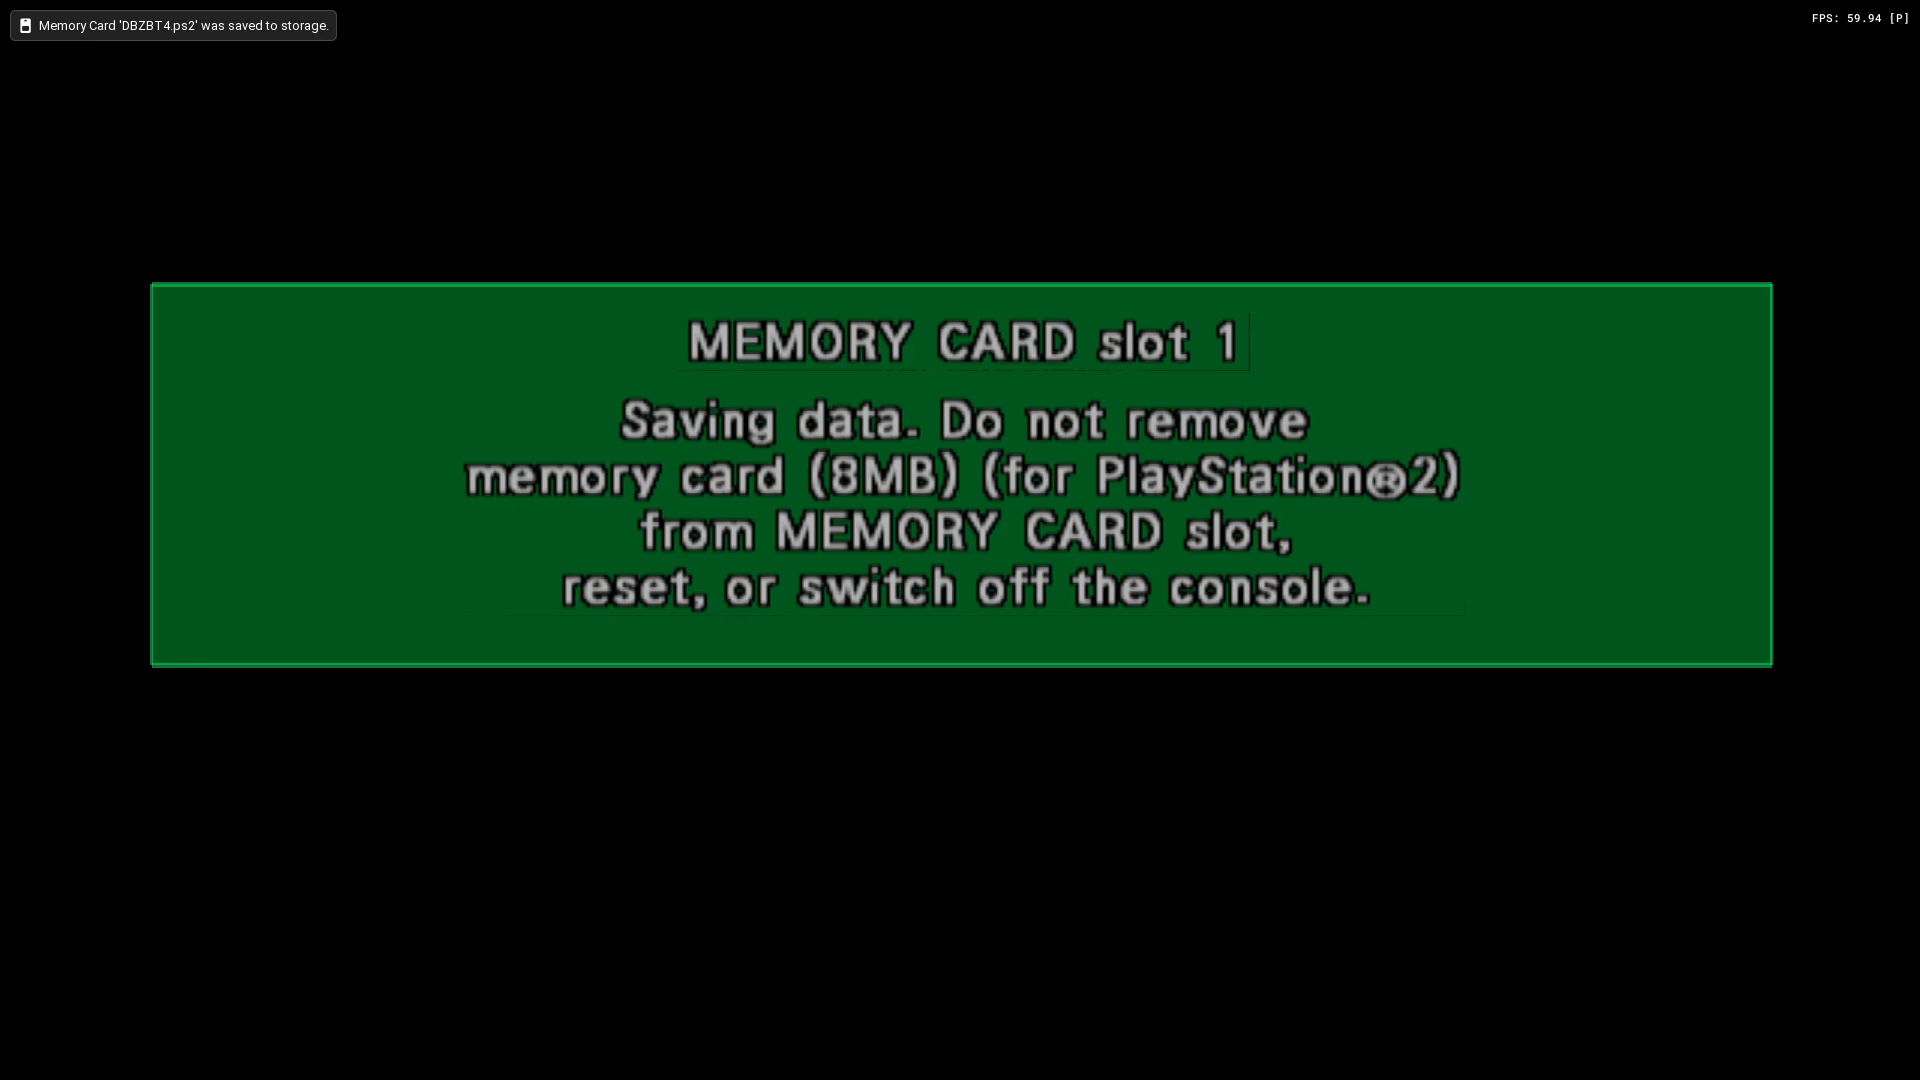 Memory Card 'DBZBT4.ps2' was saved to storage.
FPS: 59.94 [P]
MEMORY CARD slot 1
Saving data. Do not remove
memory card (8MB) (for PlayStation®2)
from MEMORY CARD slot,
reset, or switch off the console.